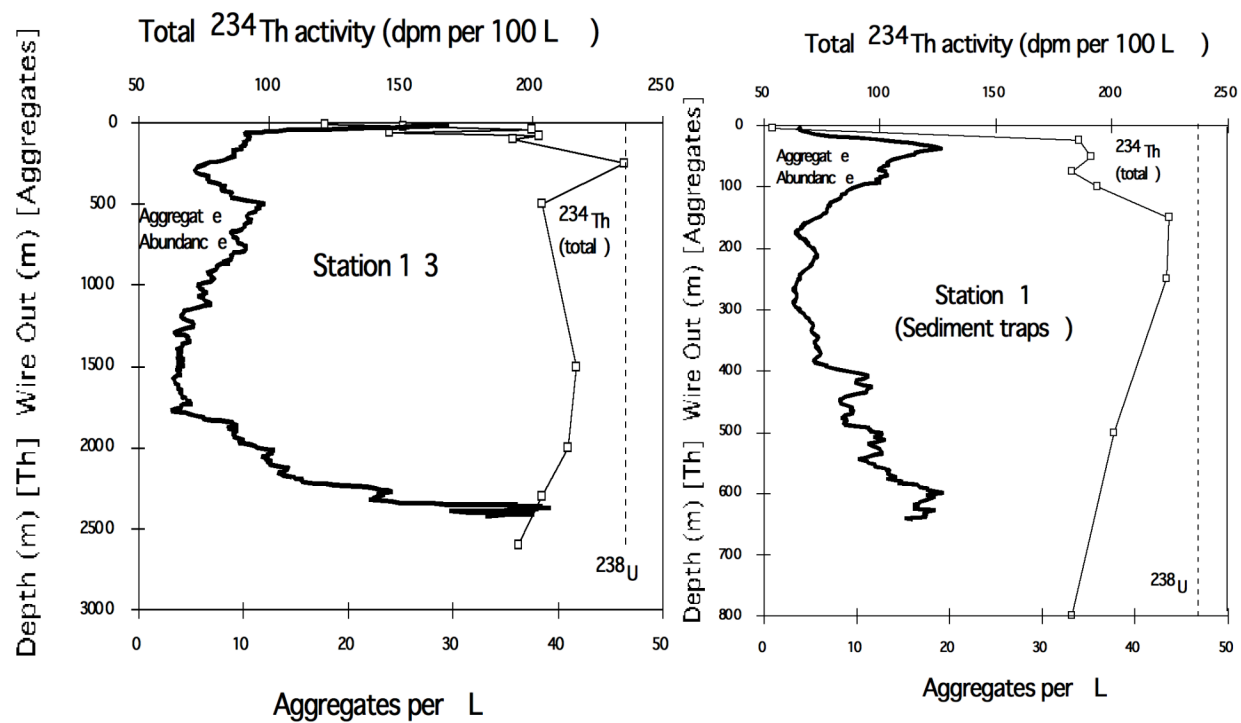 Total 234Th activity (dpm per 100 L )
50 100 150 200 250
Depth (m) [Th] Wire Out (m) [Aggregates]
0
500
1000
1500
2000
2500
3000
Aggregat e
Abundanc e
234Th
(total )
Station 1 3
238U
0 10 20 30 40 50
Aggregates per L
Total 234Th activity (dpm per 100 L )
50 100 150 200 250
Depth (m) [Th] Wire Out (m) [Aggregates]
0
100
200
300
400
500
600
700
800
Aggregat e
Abundanc e
234Th
(total )
Station 1
(Sediment traps )
238U
0 10 20 30 40 50
Aggregates per L